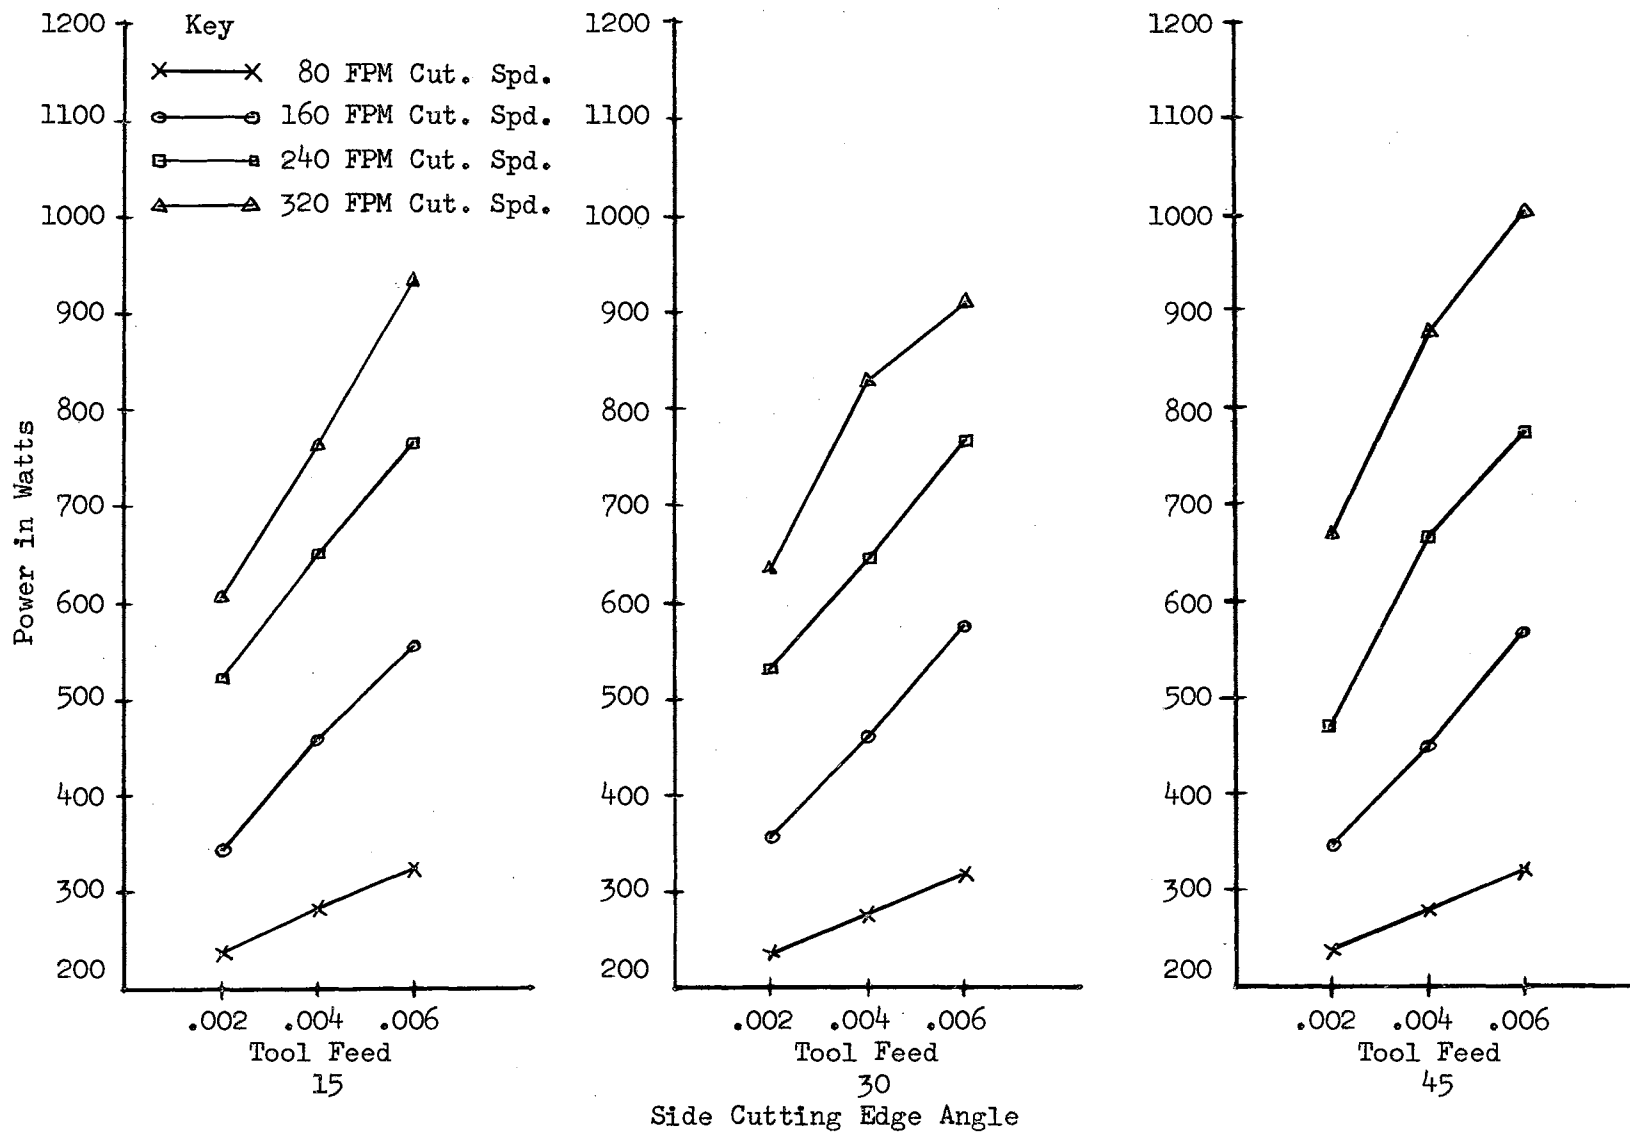 Key
80 FPM Cut. Spd.
160 FPM Cut. Spd.
240 FPM Cut. Spd.
320 FPM Cut. Spd.
Power in Watts
1200
1100
1000
900
800
700
600
500
400
300
200
.002 .004 .006
Tool Feed
15
1200
1100
1000
900
800
700
600
500
400
300
200
.002 .004 .006
Tool Feed
30
1200
1100
1000
900
800
700
600
500
400
300
200
.002 .004 .006
Tool Feed
45
Side Cutting Edge Angle